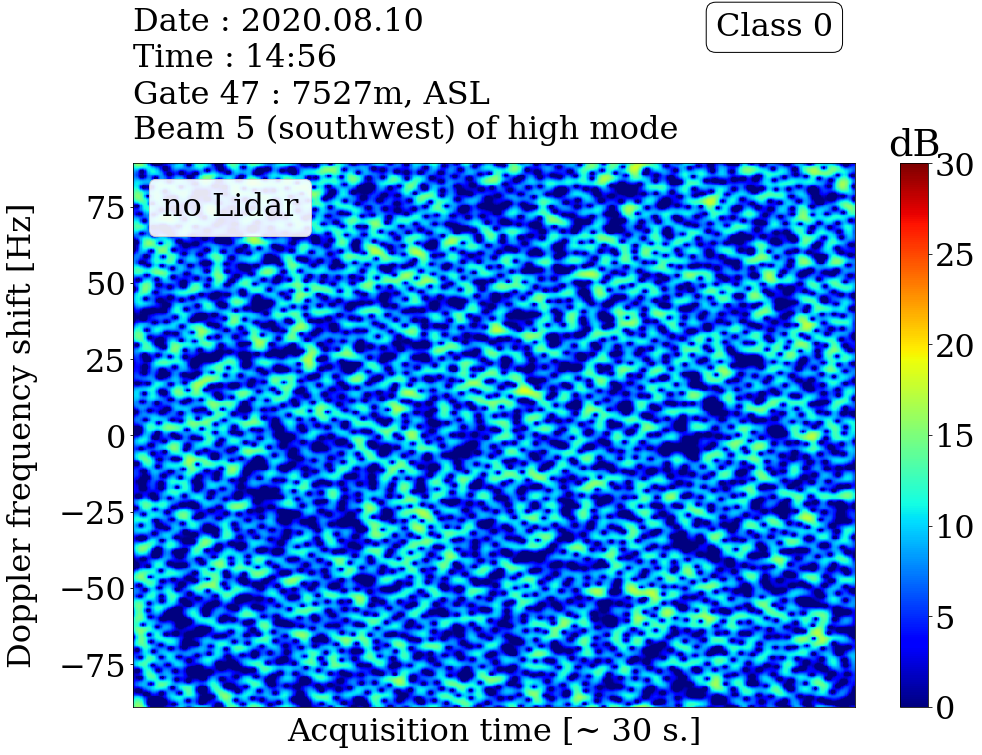 Date : 2020.08.10
Time : 14:56
Gate 47 : 7527m, ASL
Beam 5 (southwest) of high mode
Class 0
dB
no Lidar
Doppler frequency shift [Hz]
75
50
25
0
−25
−50
−75
Acquisition time [~ 30 s.]
30
25
20
15
10
5
0